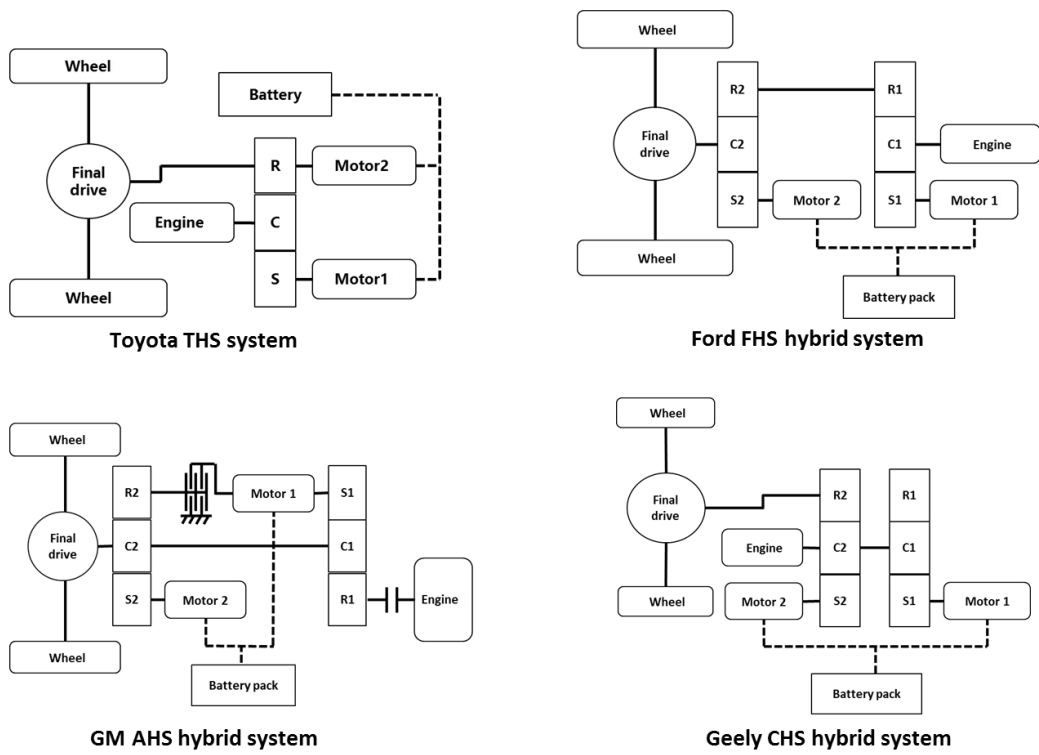 Wheel
Battery
Final
drive
R
Motor2
Engine
C
S
Motor1
Wheel
Toyota THS system
Wheel
R2
R1
Final
drive
C2
C1
Engine
S2
Motor 2
S1
Motor 1
Wheel
Battery pack
Ford FHS hybrid system
Wheel
R2
Motor 1
S1
Final
drive
C2
C1
S2
Motor 2
R1
Engine
Wheel
Battery pack
GM AHS hybrid system
Wheel
R2
R1
Final
drive
Engine
C2
C1
Wheel
Motor 2
S2
S1
Motor 1
Battery pack
Geely CHS hybrid system